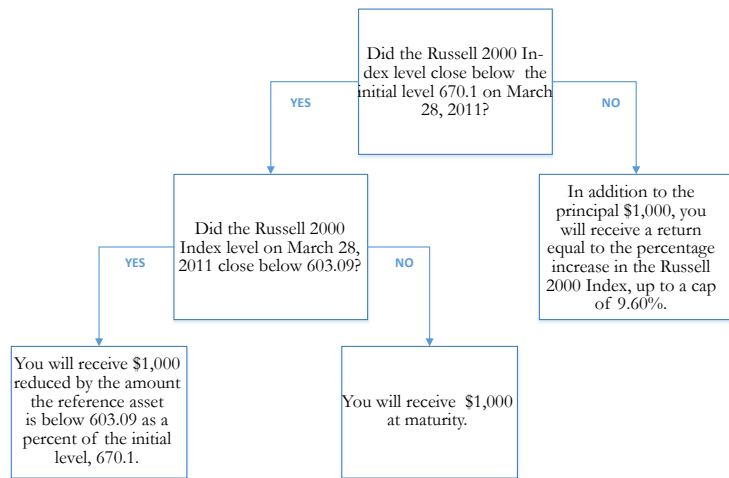 Did the Russell 2000 In-
dex level close below the
initial level 670.1 on March
28, 2011?
YES
NO
Did the Russell 2000
Index level on March 28,
2011 close below 603.09?
In addition to the
principal $1,000, you
will receive a return
equal to the percentage
increase in the Russell
2000 Index, up to a cap
of 9.60%.
YES
NO
You will receive $1,000
reduced by the amount
the reference asset
is below 603.09 as a
percent of the initial
level, 670.1.
You will receive $1,000
at maturity.